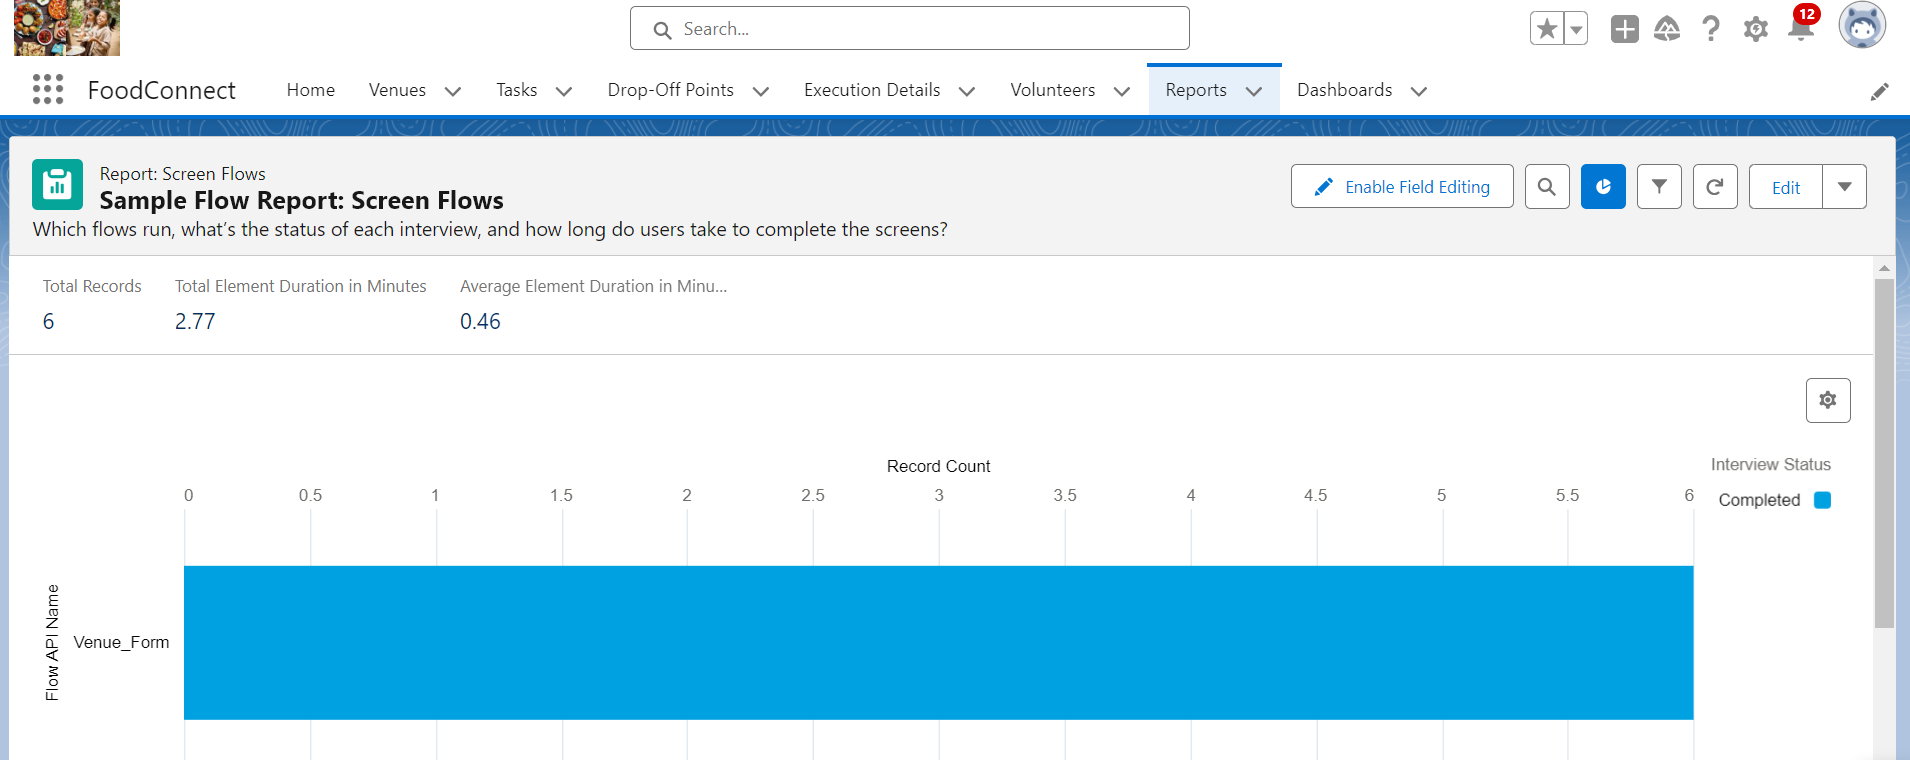 Search...
12
FoodConnect
Home
Venues
Tasks
Drop-Off Points
Execution Details
Volunteers
Reports
Dashboards
Report: Screen Flows
Sample Flow Report: Screen Flows
Which flows run, what’s the status of each interview, and how long do users take to complete the screens?
Enable Field Editing
Edit
Total Records
Total Element Duration in Minutes
Average Element Duration in Minu...
6
2.77
0.46
Record Count
Interview Status
0 0.5 1 1.5 2 2.5 3 3.5 4 4.5 5 5.5 6
Completed
Flow API Name
Venue_Form